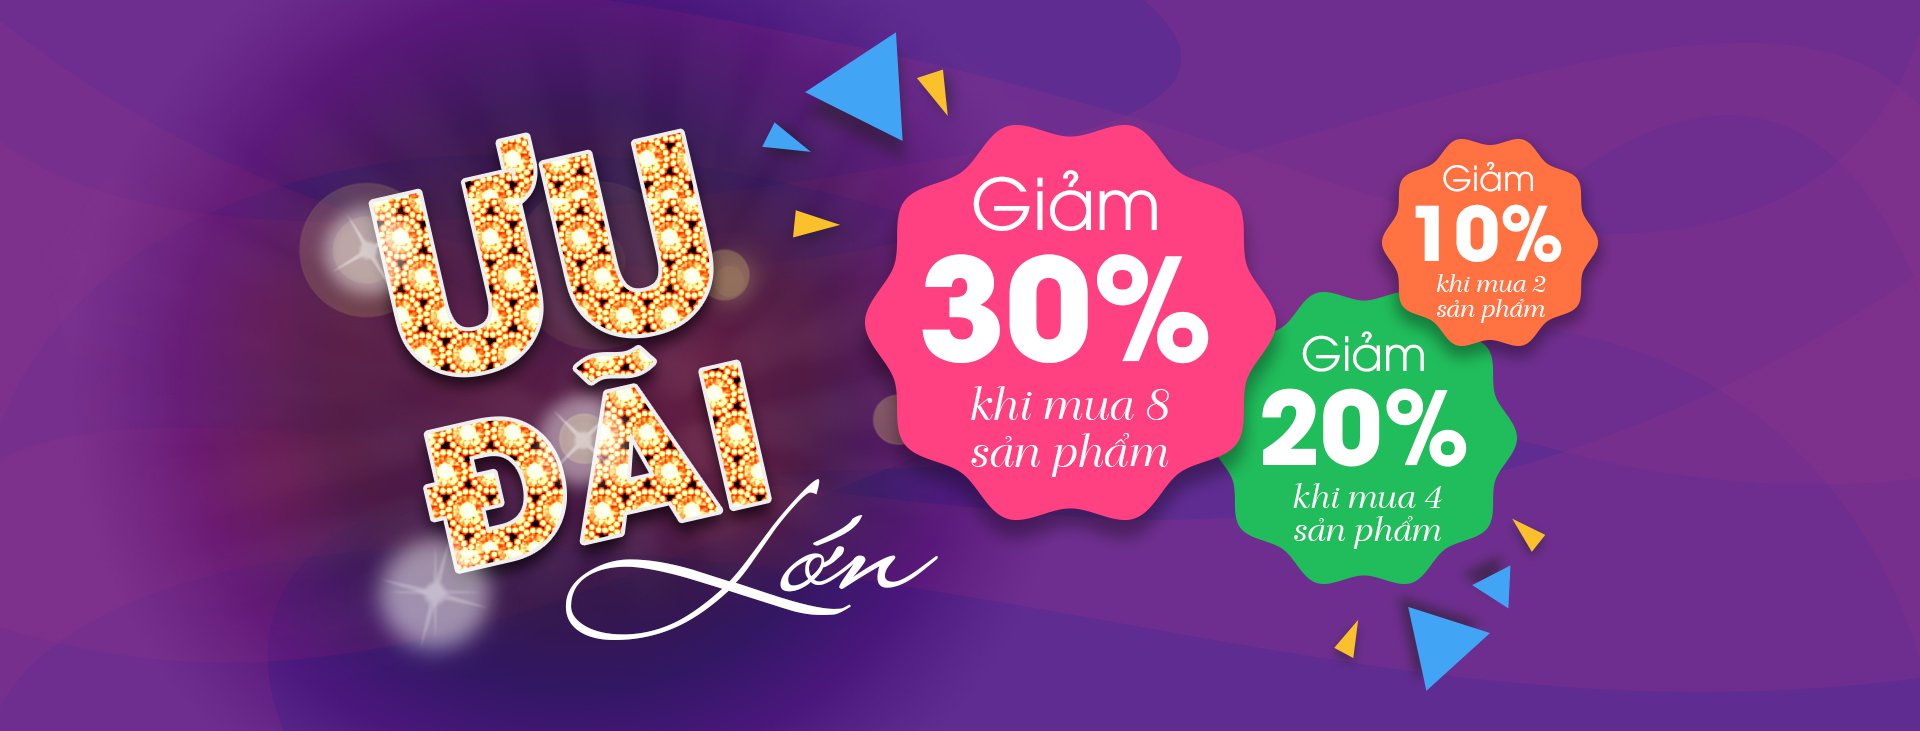 ƯU
ĐÃI
Lớn
Giảm
30%
khi mua 8
sản phẩm
Giảm
20%
khi mua 4
sản phẩm
Giảm
10%
khi mua 2
sản phẩm